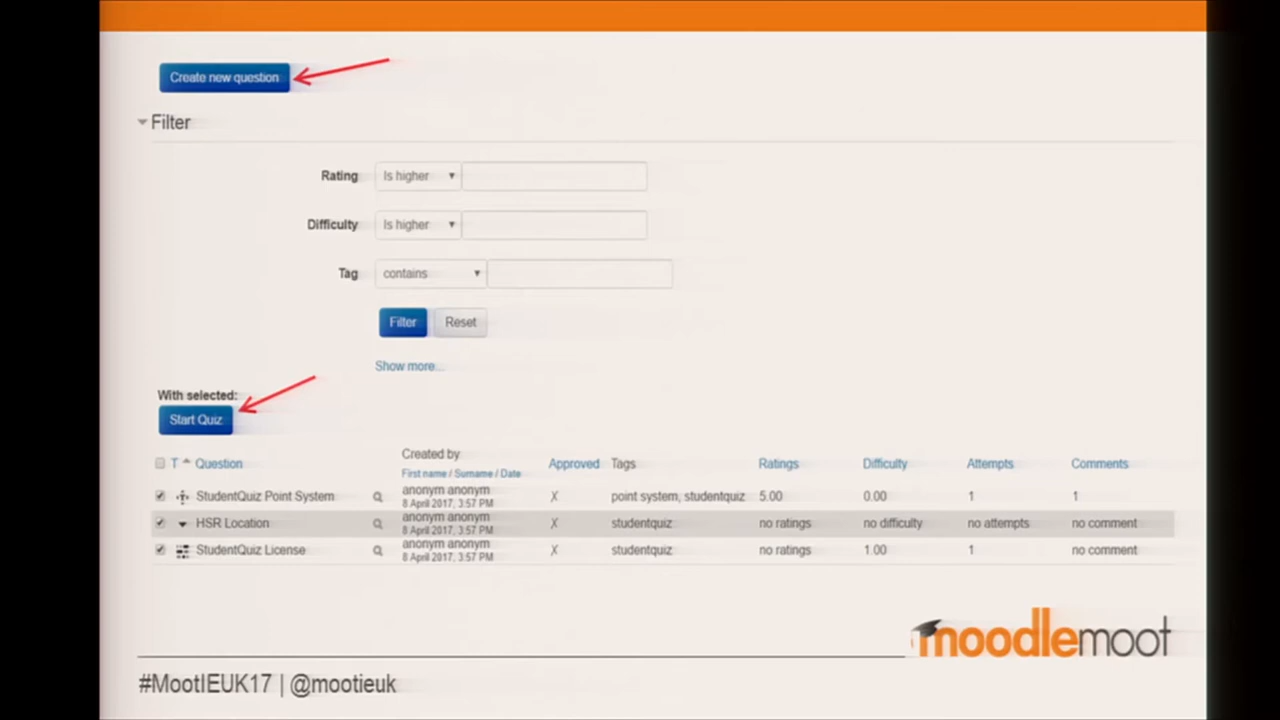 Create new question
Filter
Rating Is higher
Difficulty Is higher
Tag contains
Filter Reset
Show more...
With selected:
Start Quiz
T Question Created by Approved Tags Ratings Difficulty Attempts Comments
First name / Surname / Date
StudentQuiz Point System anonym anonym X point system, studentquiz 5.00 0.00 1 1
8 April 2017, 3:57 PM
HSR Location anonym anonym X studentquiz no ratings no difficulty no attempts no comment
8 April 2017, 3:57 PM
StudentQuiz License anonym anonym X studentquiz no ratings 1.00 1 no comment
8 April 2017, 3:57 PM
moodlemoot
#MootIEUK17 | @mootieuk